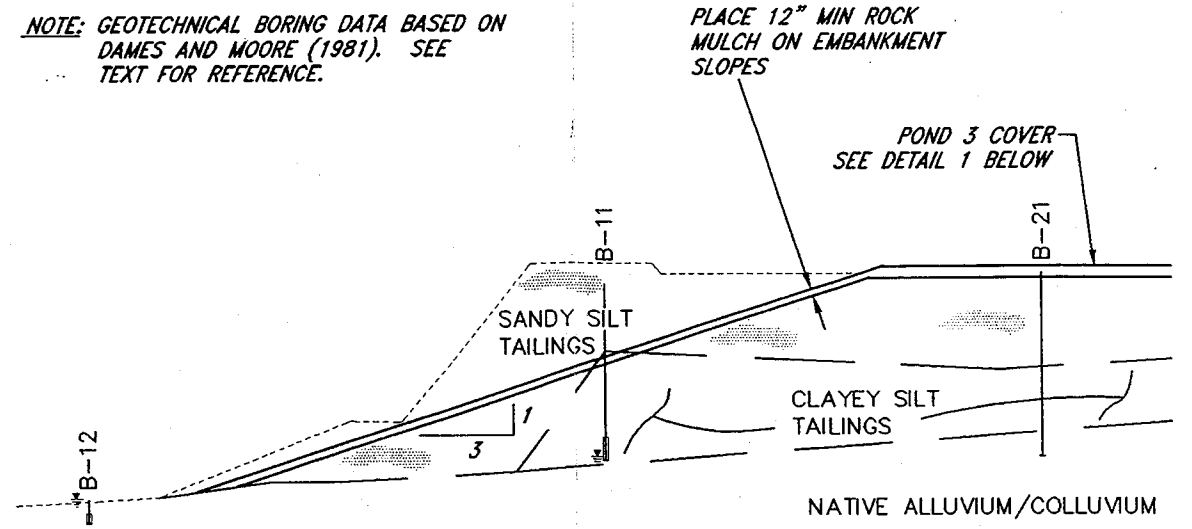 NOTE: GEOTECHNICAL BORING DATA BASED ON
DAMES AND MOORE (1981). SEE
TEXT FOR REFERENCE.
PLACE 12" MIN ROCK
MULCH ON EMBANKMENT
SLOPES
POND 3 COVER
SEE DETAIL 1 BELOW
B-11
B-21
SANDY SILT
TAILINGS
CLAYEY SILT
TAILINGS
1
3
B-12
NATIVE ALLUVIUM/COLLUVIUM